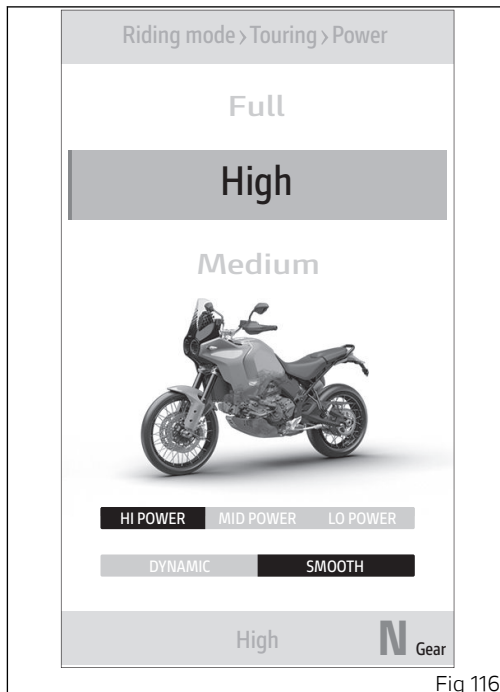 Riding mode › Touring › Power
Full
High
Medium
HI POWER MID POWER LO POWER
DYNAMIC SMOOTH
High N Gear
Fig 116